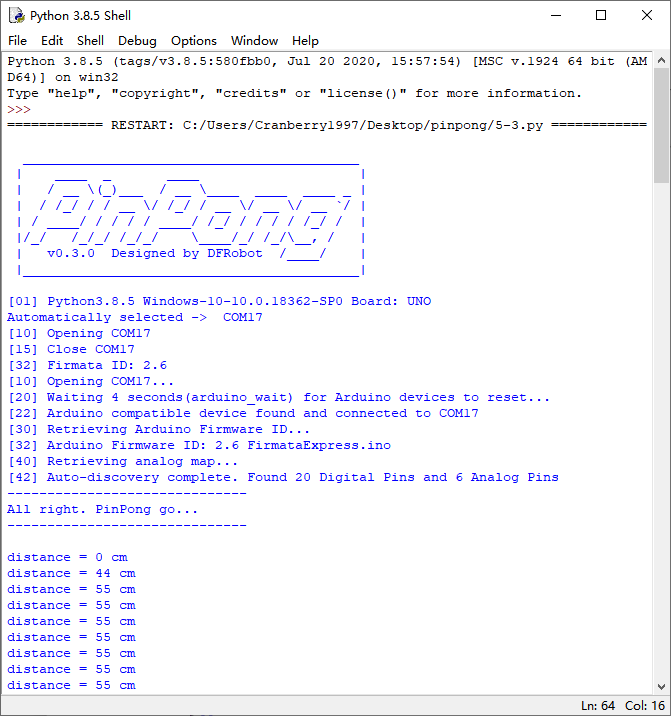 Python 3.8.5 Shell
File Edit Shell Debug Options Window Help
Python 3.8.5 (tags/v3.8.5:580fbb0, Jul 20 2020, 15:57:54) [MSC v.1924 64 bit (AM
D64)] on win32
Type "help", "copyright", "credits" or "license()" for more information.
>>>
============ RESTART: C:/Users/Cranberry1997/Desktop/pinpong/5-3.py ============
PinPong
v0.3.0 Designed by DFRobot
[01] Python3.8.5 Windows-10-10.0.18362-SP0 Board: UNO
Automatically selected -> COM17
[10] Opening COM17
[15] Close COM17
[32] Firmata ID: 2.6
[10] Opening COM17...
[20] Waiting 4 seconds(arduino_wait) for Arduino devices to reset...
[22] Arduino compatible device found and connected to COM17
[30] Retrieving Arduino Firmware ID...
[32] Arduino Firmware ID: 2.6 FirmataExpress.ino
[40] Retrieving analog map...
[42] Auto-discovery complete. Found 20 Digital Pins and 6 Analog Pins
------------------------------
All right. PinPong go...
------------------------------
distance = 0 cm
distance = 44 cm
distance = 55 cm
distance = 55 cm
distance = 55 cm
distance = 55 cm
distance = 55 cm
distance = 55 cm
distance = 55 cm
Ln: 64 Col: 16